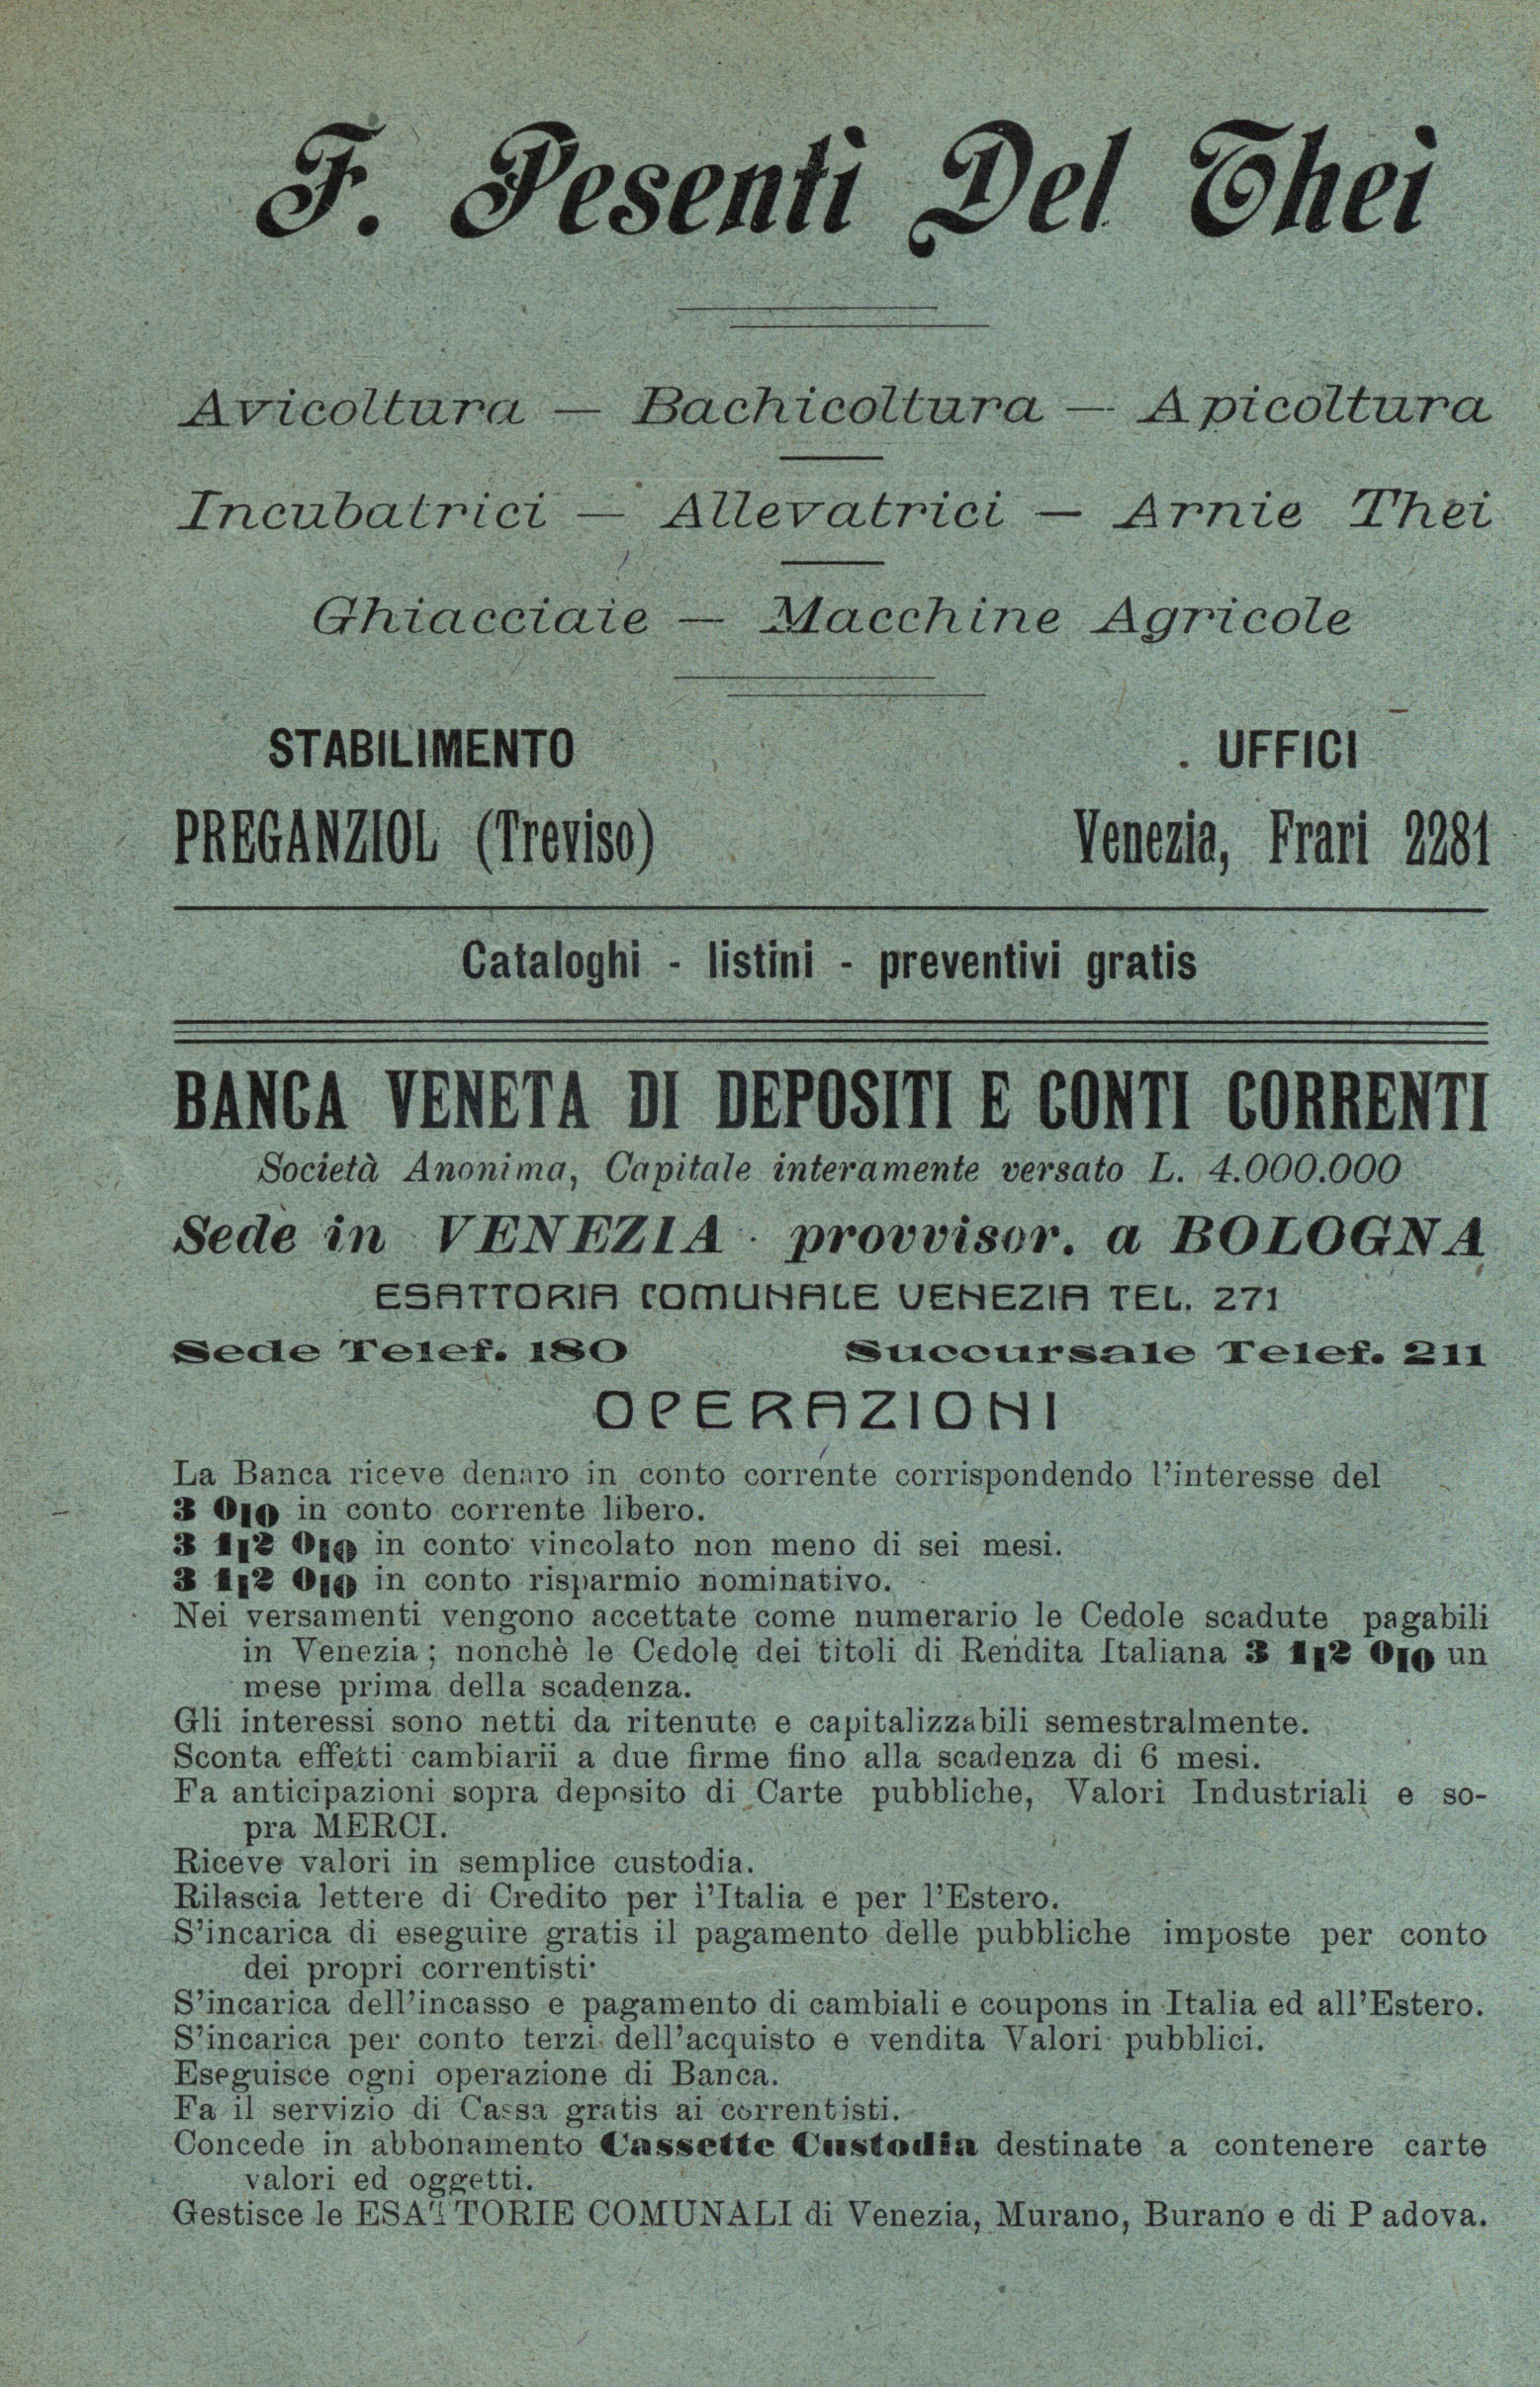 F. Pesenti Del Thei
Avicoltura — Bachicoltura — Apicoltura
Incubatrici — Allevatrici — Arnie Thei
Ghiacciaie — Macchine Agricole
STABILIMENTO . UFFICI
PREGANZIOL (Treviso) Venezia, Frari 2281
Cataloghi - listini - preventivi gratis
BANCA VENETA DI DEPOSITI E CONTI CORRENTI
Società Anonima, Capitale interamente versato L. 4.000.000
Sede in VENEZIA · provvisor. a BOLOGNA
ESATTORIA COMUNALE VENEZIA TEL. 271
Sede Telef. 180 Succursale Telef. 211
OPERAZIONI
La Banca riceve denaro in conto corrente corrispondendo l'interesse del
3 0|0 in conto corrente libero.
3 1|2 0|0 in conto vincolato non meno di sei mesi.
3 1|2 0|0 in conto risparmio nominativo.
Nei versamenti vengono accettate come numerario le Cedole scadute pagabili
in Venezia ; nonchè le Cedole dei titoli di Rendita Italiana 3 1|2 0|0 un
mese prima della scadenza.
Gli interessi sono netti da ritenute e capitalizzabili semestralmente.
Sconta effetti cambiarii a due firme fino alla scadenza di 6 mesi.
Fa anticipazioni sopra deposito di Carte pubbliche, Valori Industriali e so-
pra MERCI.
Riceve valori in semplice custodia.
Rilascia lettere di Credito per l'Italia e per l'Estero.
S'incarica di eseguire gratis il pagamento delle pubbliche imposte per conto
dei propri correntisti·
S'incarica dell'incasso e pagamento di cambiali e coupons in Italia ed all'Estero.
S'incarica per conto terzi dell'acquisto e vendita Valori pubblici.
Eseguisce ogni operazione di Banca.
Fa il servizio di Cassa gratis ai correntisti.
Concede in abbonamento Cassette Custodia destinate a contenere carte
valori ed oggetti.
Gestisce le ESATTORIE COMUNALI di Venezia, Murano, Burano e di P adova.